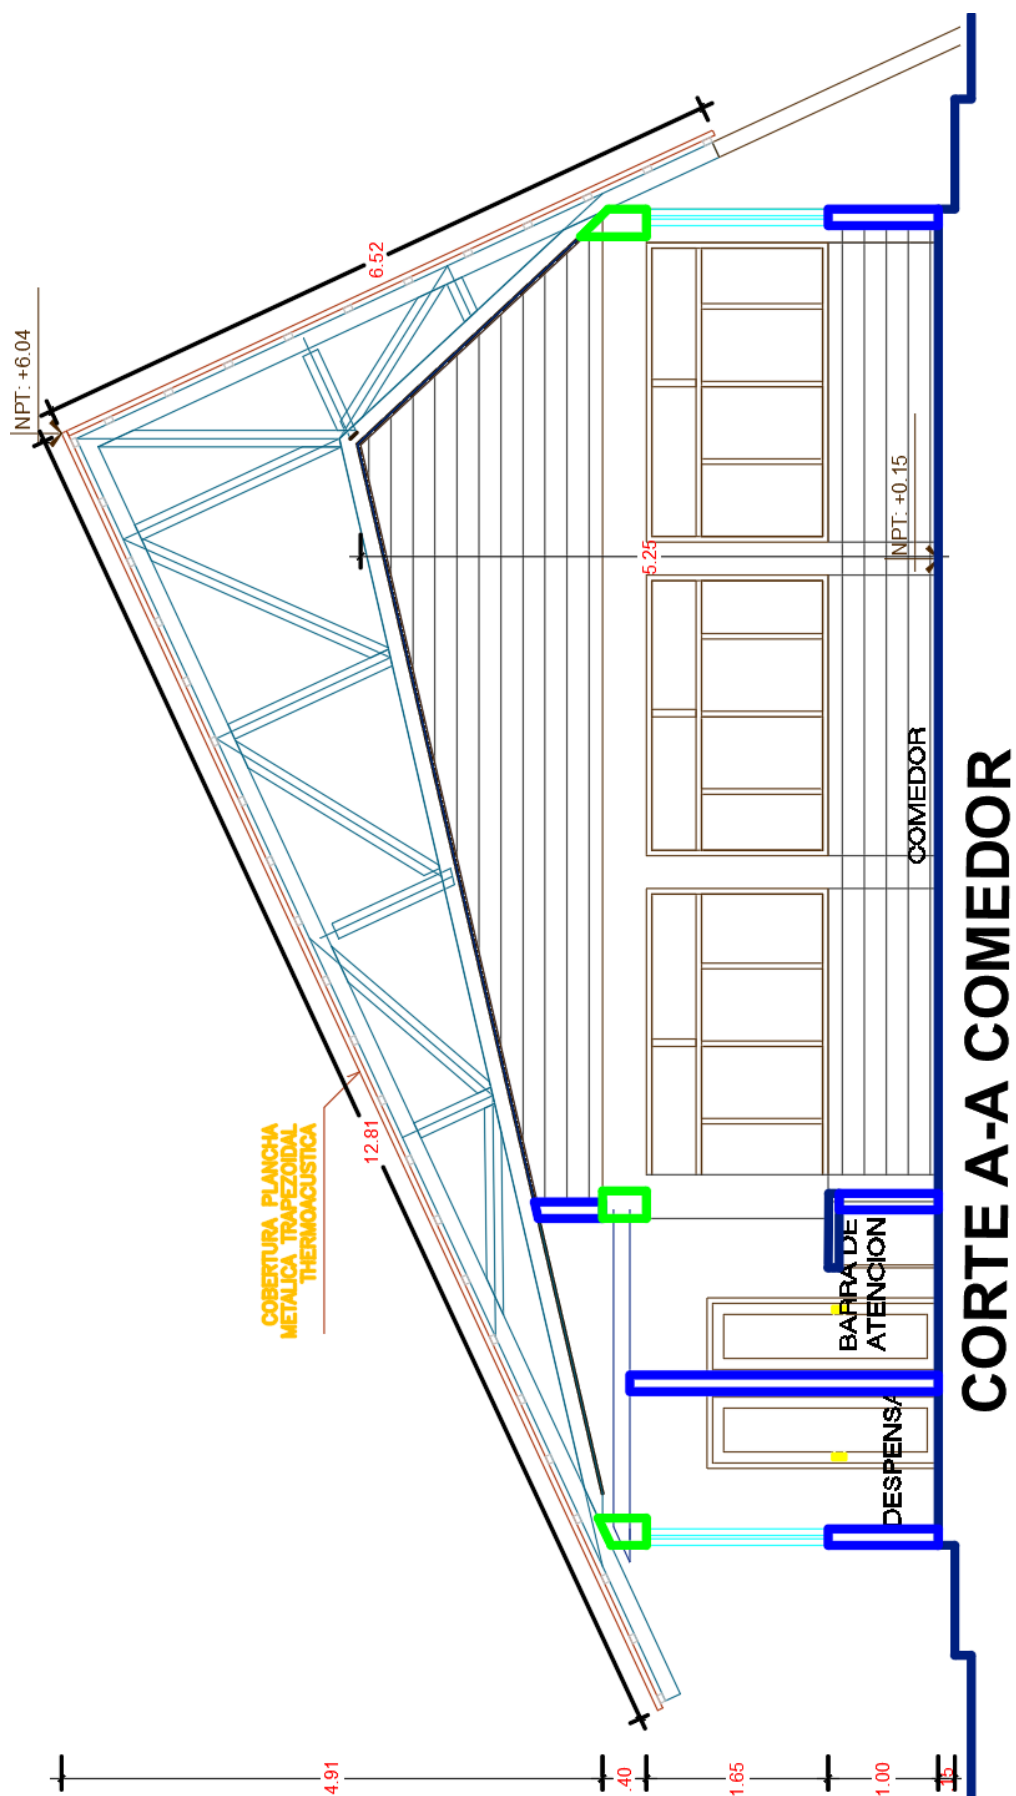 NPT: +6.04
6.52
12.81
COBERTURA PLANCHA
METALICA TRAPEZOIDAL
THERMOACUSTICA
5.25
NPT: +0.15
COMEDOR
BARRA DE
ATENCION
DESPENSA
4.91
.40
1.65
1.00
.15
CORTE A-A COMEDOR